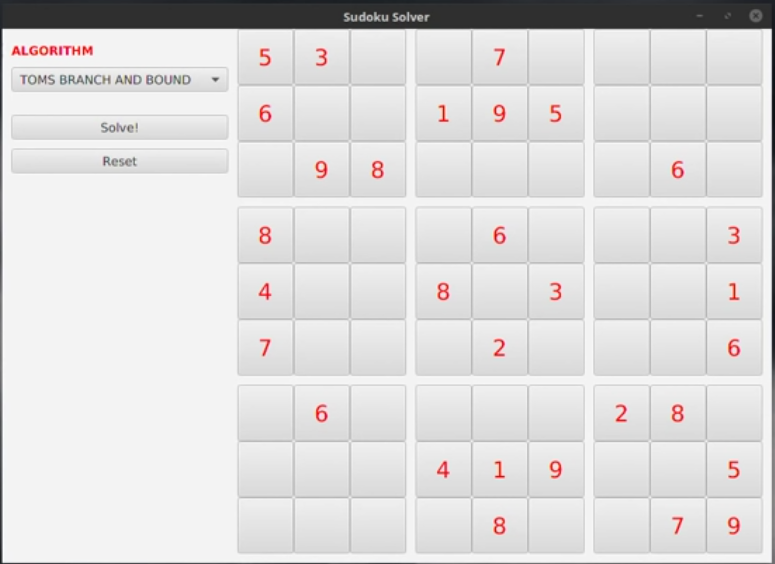 Sudoku Solver
ALGORITHM
TOMS BRANCH AND BOUND
Solve!
Reset
5 3 7
6 1 9 5
9 8 6
8 6 3
4 8 3 1
7 2 6
6 2 8
4 1 9 5
8 7 9